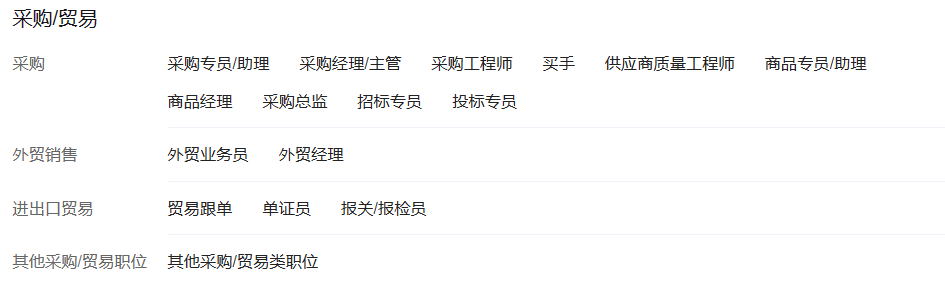 采购/贸易
采购 采购专员/助理 采购经理/主管 采购工程师 买手 供应商质量工程师 商品专员/助理
商品经理 采购总监 招标专员 投标专员
外贸销售 外贸业务员 外贸经理
进出口贸易 贸易跟单 单证员 报关/报检员
其他采购/贸易职位 其他采购/贸易类职位